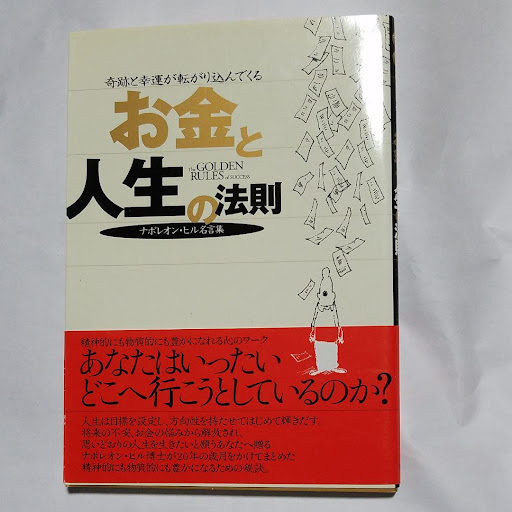 奇跡と幸運が転がり込んでくる
お金と
人生の法則
The GOLDEN
RULES of SUCCESS
ナポレオン・ヒル名言集
精神的にも物質的にも豊かになれる心のワーク
あなたはいったい
どこへ行こうとしているのか?
人生は目標を設定し、方向性を持たせてはじめて輝きだす。
将来の不安、お金の悩みから解放され、
思いどおりの人生を生きたいと願うあなたへ贈る
ナポレオン・ヒル博士が20年の歳月をかけてまとめた
精神的にも物質的にも豊かになるための秘訣。